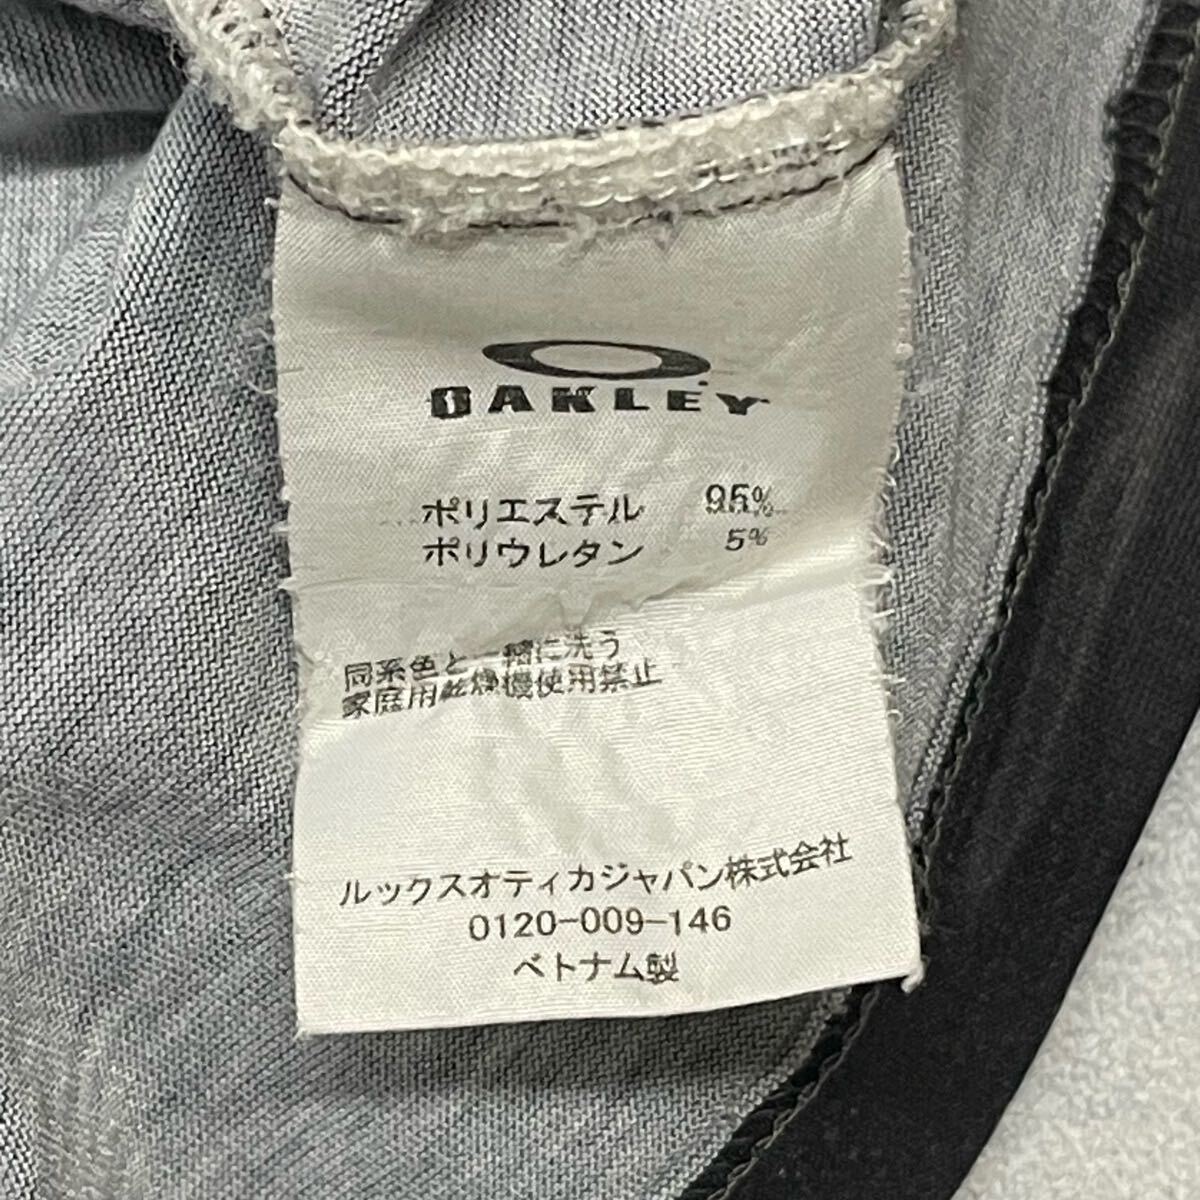 OAKLEY
ポリエステル 95%
ポリウレタン 5%
同系色と一緒に洗う
家庭用乾燥機使用禁止
ルックスオティカジャパン株式会社
0120-009-146
ベトナム製